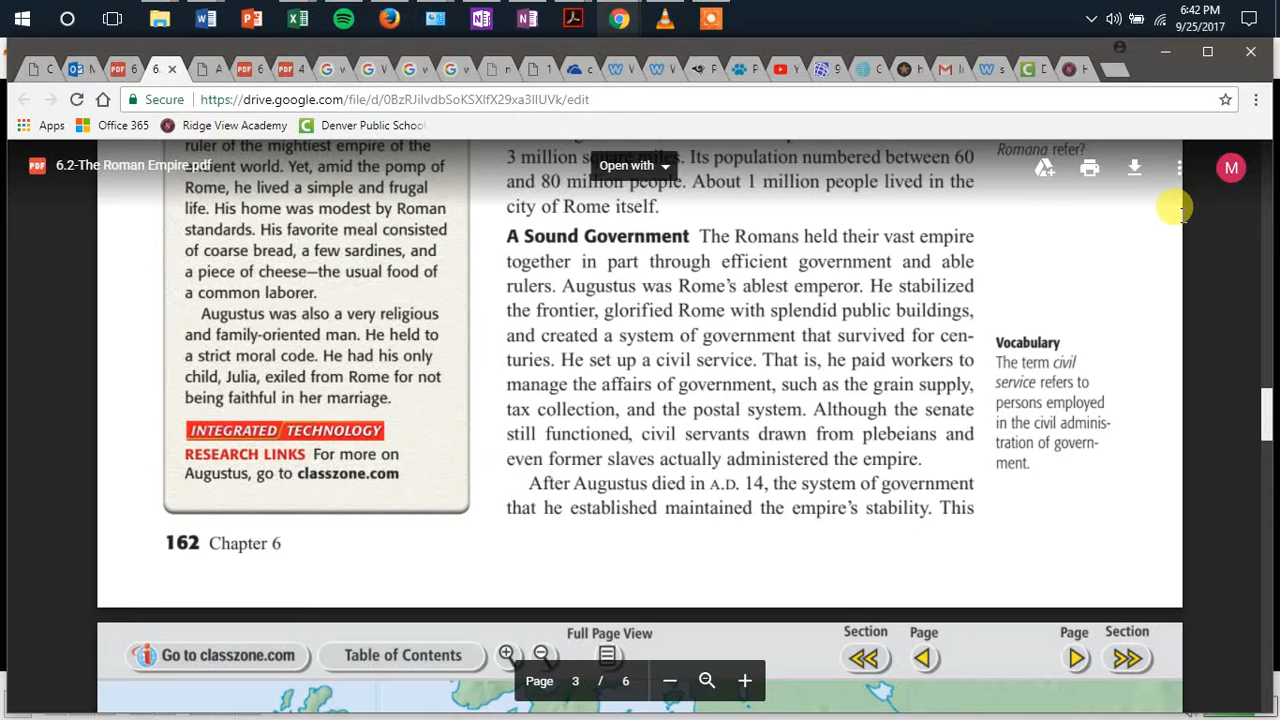 6:42 PM
9/25/2017
Secure
https://drive.google.com/file/d/0BzRJiIvdbSoKSXlfX29xa3lIUVk/edit
Apps
Office 365
Ridge View Academy
Denver Public School
6.2-The Roman Empire.pdf
Open with
M
ruler of the mightiest empire of the
ancient world. Yet, amid the pomp of
Rome, he lived a simple and frugal
life. His home was modest by Roman
standards. His favorite meal consisted
of coarse bread, a few sardines, and
a piece of cheese—the usual food of
a common laborer.
Augustus was also a very religious
and family-oriented man. He held to
a strict moral code. He had his only
child, Julia, exiled from Rome for not
being faithful in her marriage.
INTEGRATED TECHNOLOGY
RESEARCH LINKS For more on
Augustus, go to classzone.com
162 Chapter 6
3 million square miles. Its population numbered between 60
and 80 million people. About 1 million people lived in the
city of Rome itself.
A Sound Government The Romans held their vast empire
together in part through efficient government and able
rulers. Augustus was Rome's ablest emperor. He stabilized
the frontier, glorified Rome with splendid public buildings,
and created a system of government that survived for cen-
turies. He set up a civil service. That is, he paid workers to
manage the affairs of government, such as the grain supply,
tax collection, and the postal system. Although the senate
still functioned, civil servants drawn from plebeians and
even former slaves actually administered the empire.
After Augustus died in A.D. 14, the system of government
that he established maintained the empire's stability. This
Romana refer?
Vocabulary
The term civil
service refers to
persons employed
in the civil adminis-
tration of govern-
ment.
Go to classzone.com
Table of Contents
Full Page View
Section
Page
Page
Section
Page 3 / 6